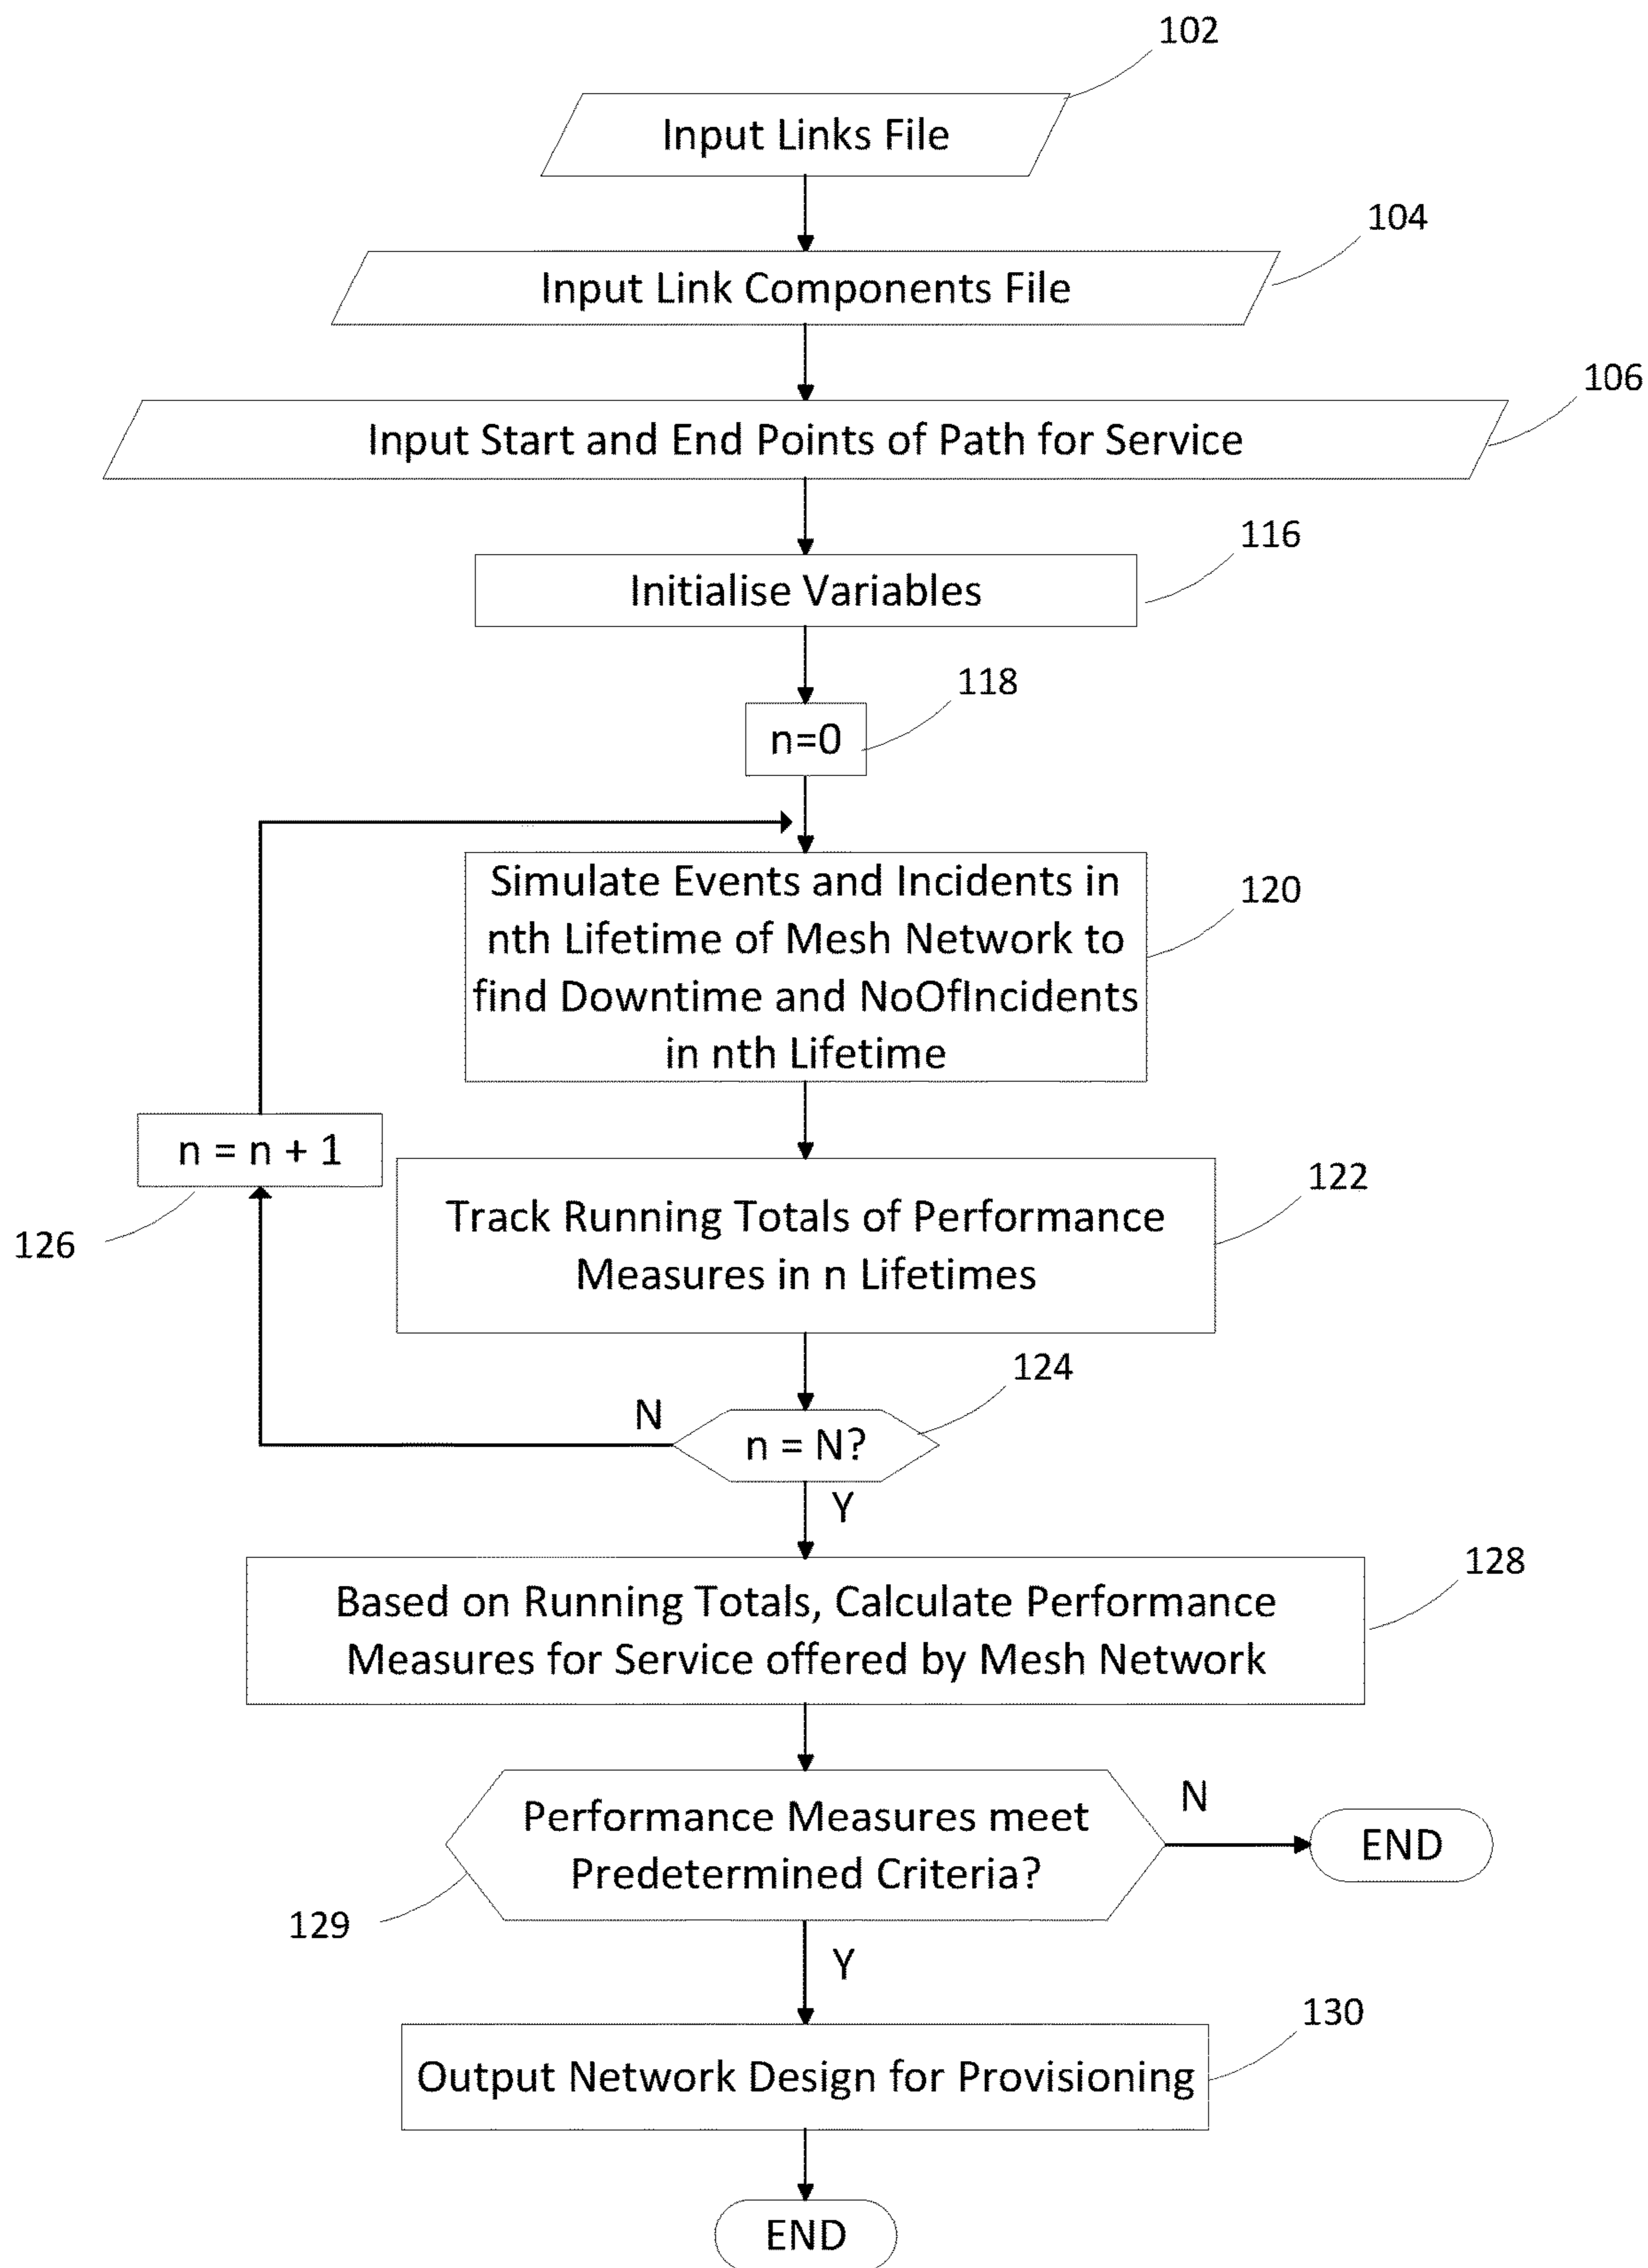 102
Input Links File
104
Input Link Components File
106
Input Start and End Points of Path for Service
116
Initialise Variables
118
n=0
Simulate Events and Incidents in
nth Lifetime of Mesh Network to
find Downtime and NoOfIncidents
in nth Lifetime
120
n = n + 1
126
Track Running Totals of Performance
Measures in n Lifetimes
122
124
N
n = N?
Y
Based on Running Totals, Calculate Performance
Measures for Service offered by Mesh Network
128
Performance Measures meet
Predetermined Criteria?
N
END
129
Y
130
Output Network Design for Provisioning
END